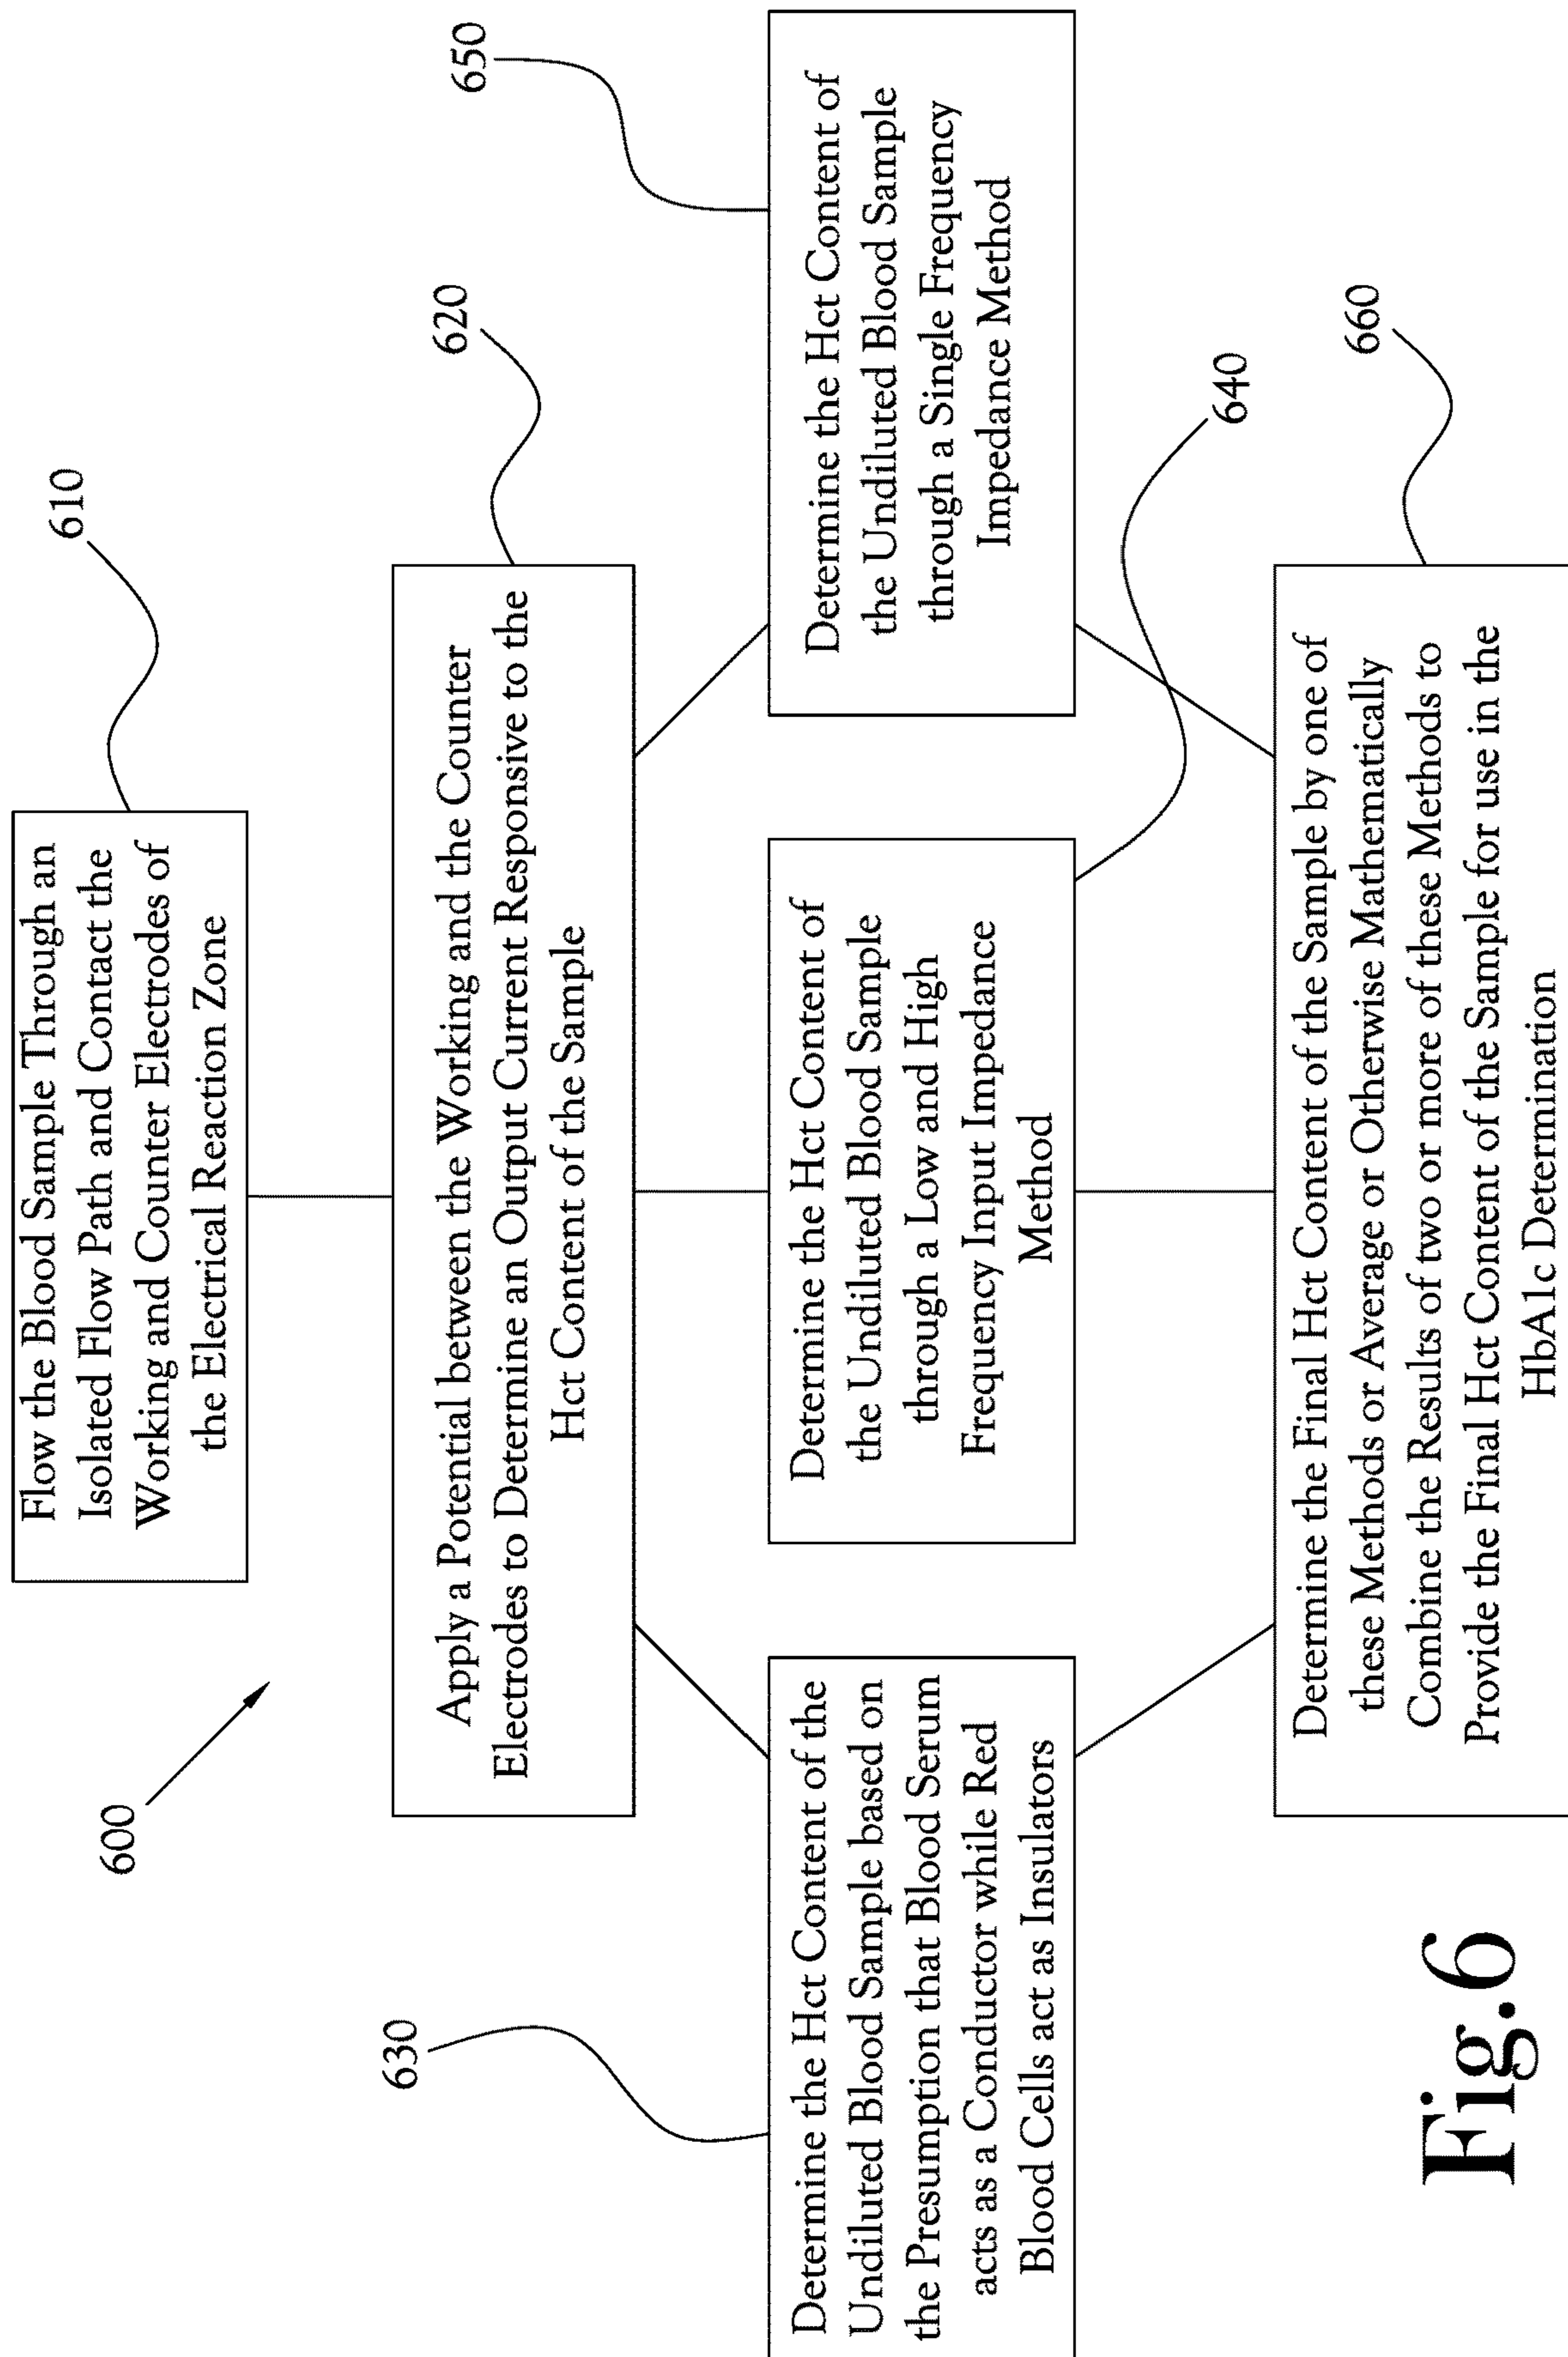 600
610
Flow the Blood Sample Through an
Isolated Flow Path and Contact the
Working and Counter Electrodes of
the Electrical Reaction Zone
620
Apply a Potential between the Working and the Counter
Electrodes to Determine an Output Current Responsive to the
Hct Content of the Sample
630
Determine the Hct Content of the
Undiluted Blood Sample based on
the Presumption that Blood Serum
acts as a Conductor while Red
Blood Cells act as Insulators
Determine the Hct Content of
the Undiluted Blood Sample
through a Low and High
Frequency Input Impedance
Method
640
650
Determine the Hct Content of
the Undiluted Blood Sample
through a Single Frequency
Impedance Method
660
Determine the Final Hct Content of the Sample by one of
these Methods or Average or Otherwise Mathematically
Combine the Results of two or more of these Methods to
Provide the Final Hct Content of the Sample for use in the
HbA1c Determination
Fig.6